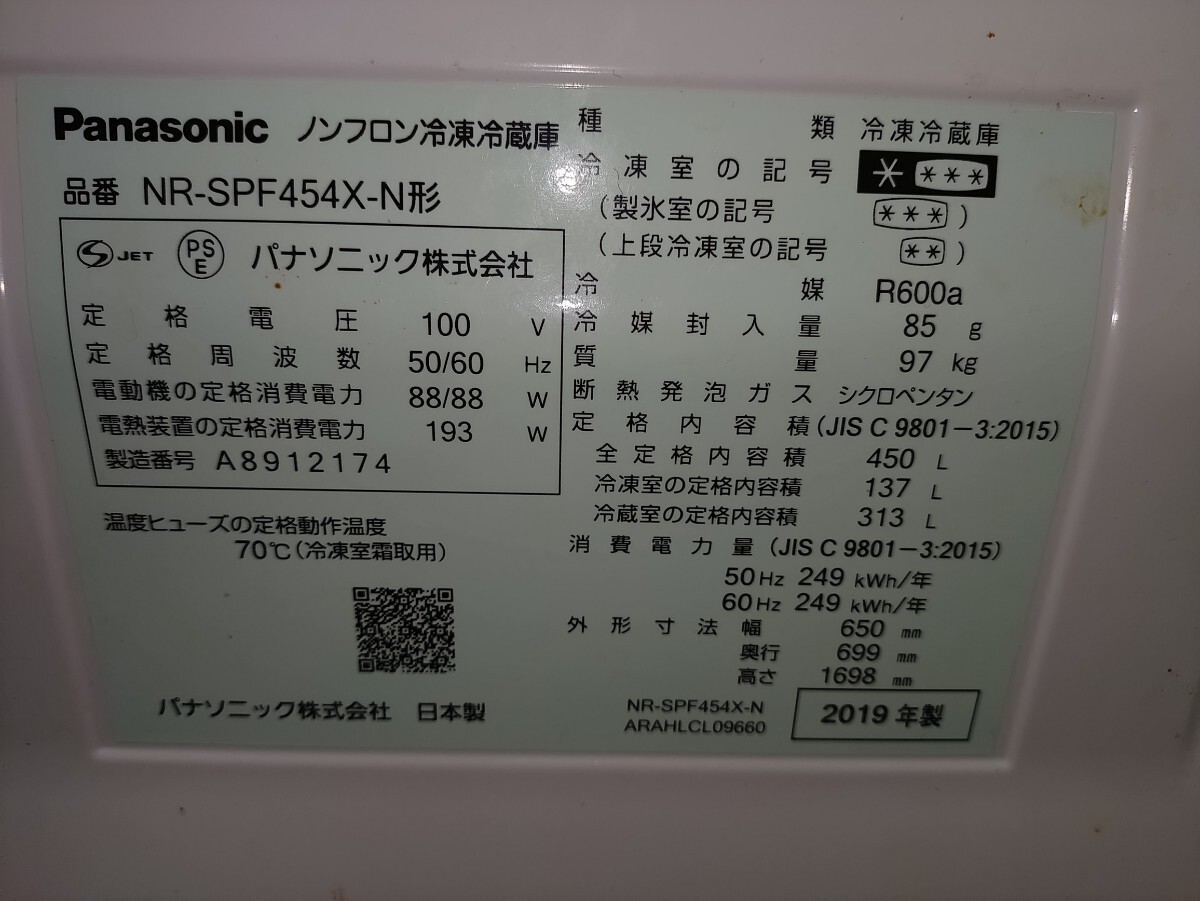 Panasonic ノンフロン冷凍冷蔵庫
品番 NR-SPF454X-N形
S JET PSE パナソニック株式会社
定格電圧 100 V
定格周波数 50/60 Hz
電動機の定格消費電力 88/88 W
電熱装置の定格消費電力 193 W
製造番号 A8912174
温度ヒューズの定格動作温度
70℃(冷凍室霜取用)
パナソニック株式会社 日本製
種類 冷凍冷蔵庫
冷凍室の記号 * ***
(製氷室の記号 ***)
(上段冷凍室の記号 **)
冷媒 R600a
冷媒封入量 85 g
質量 97 kg
断熱発泡ガス シクロペンタン
定格内容積 (JIS C 9801-3:2015)
全定格内容積 450 L
冷凍室の定格内容積 137 L
冷蔵室の定格内容積 313 L
消費電力量 (JIS C 9801-3:2015)
50Hz 249 kWh/年
60Hz 249 kWh/年
外形寸法幅 650 mm
奥行 699 mm
高さ 1698 mm
NR-SPF454X-N
ARAHLCL09660
2019年製